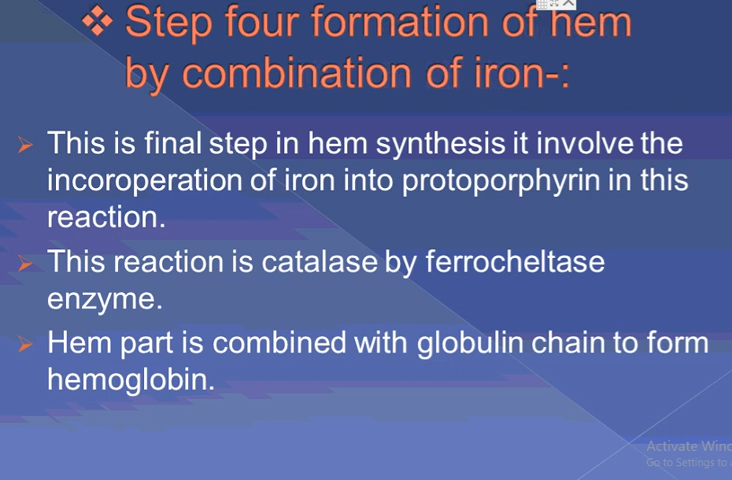 ❖ Step four formation of hem
by combination of iron-:
➢ This is final step in hem synthesis it involve the
incoroperation of iron into protoporphyrin in this
reaction.
➢ This reaction is catalase by ferrocheltase
enzyme.
➢ Hem part is combined with globulin chain to form
hemoglobin.
Activate Wind
Go to Settings to